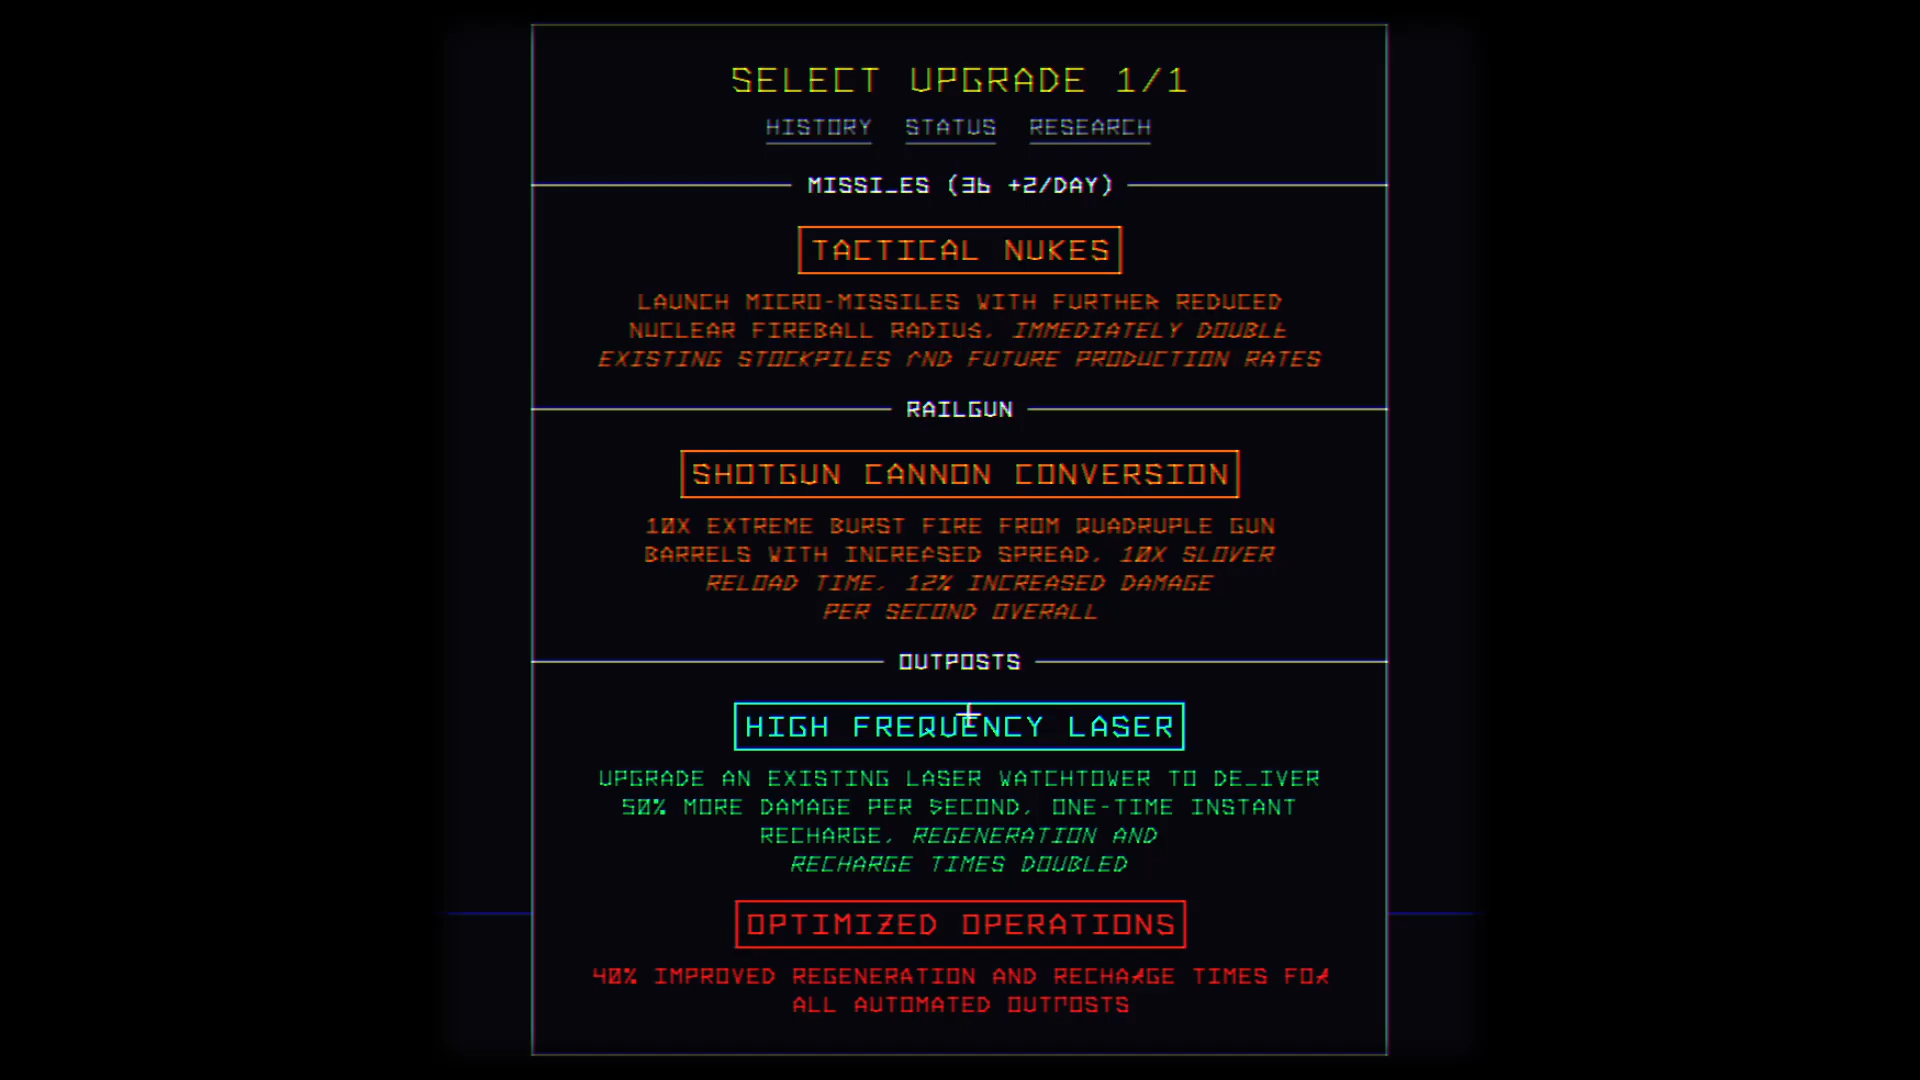 SELECT UPGRADE 1/1
HISTORY STATUS RESEARCH
MISSILES (36 +2/DAY)
TACTICAL NUKES
LAUNCH MICRO-MISSILES WITH FURTHER REDUCED
NUCLEAR FIREBALL RADIUS, IMMEDIATELY DOUBLE
EXISTING STOCKPILES AND FUTURE PRODUCTION RATES
RAILGUN
SHOTGUN CANNON CONVERSION
10X EXTREME BURST FIRE FROM QUADRUPLE GUN
BARRELS WITH INCREASED SPREAD, 10X SLOWER
RELOAD TIME, 12% INCREASED DAMAGE
PER SECOND OVERALL
OUTPOSTS
HIGH FREQUENCY LASER
UPGRADE AN EXISTING LASER WATCHTOWER TO DELIVER
50% MORE DAMAGE PER SECOND, ONE-TIME INSTANT
RECHARGE, REGENERATION AND
RECHARGE TIMES DOUBLED
OPTIMIZED OPERATIONS
40% IMPROVED REGENERATION AND RECHARGE TIMES FOR
ALL AUTOMATED OUTPOSTS